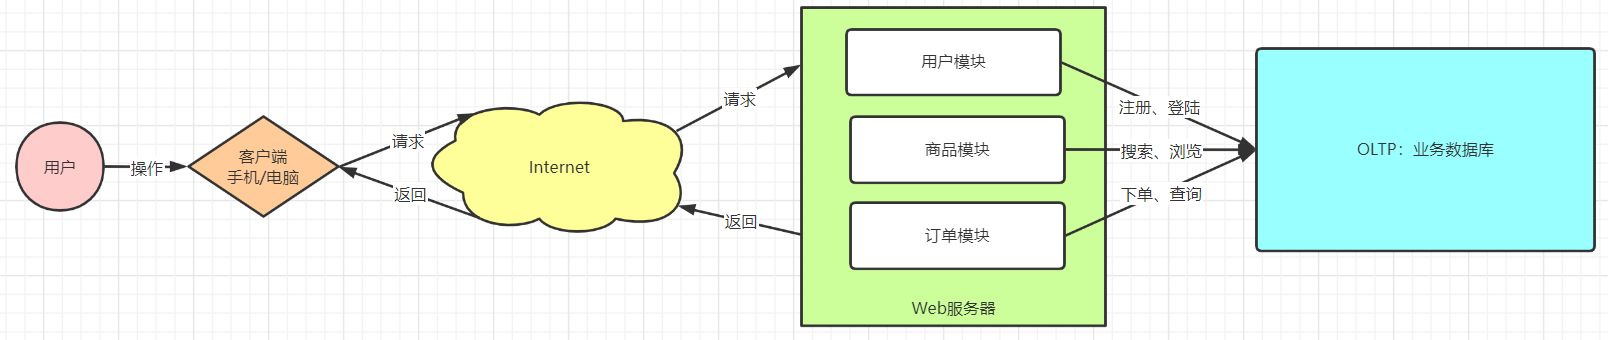 用户
操作
客户端
手机/电脑
请求
返回
Internet
请求
返回
用户模块
商品模块
订单模块
Web服务器
注册、登陆
搜索、浏览
下单、查询
OLTP：业务数据库